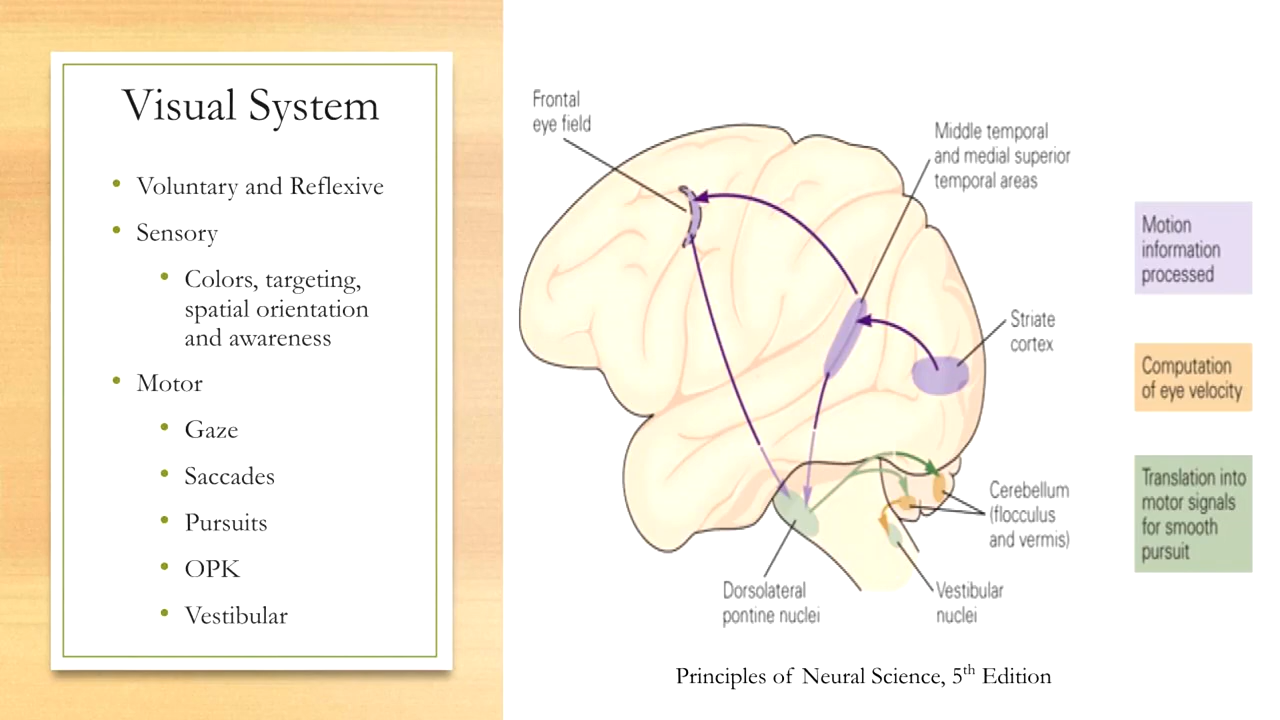 Visual System
• Voluntary and Reflexive
• Sensory
• Colors, targeting,
spatial orientation
and awareness
• Motor
• Gaze
• Saccades
• Pursuits
• OPK
• Vestibular
Frontal
eye field
Middle temporal
and medial superior
temporal areas
Striate
cortex
Cerebellum
(flocculus
and vermis)
Dorsolateral
pontine nuclei
Vestibular
nuclei
Motion
information
processed
Computation
of eye velocity
Translation into
motor signals
for smooth
pursuit
Principles of Neural Science, 5th Edition